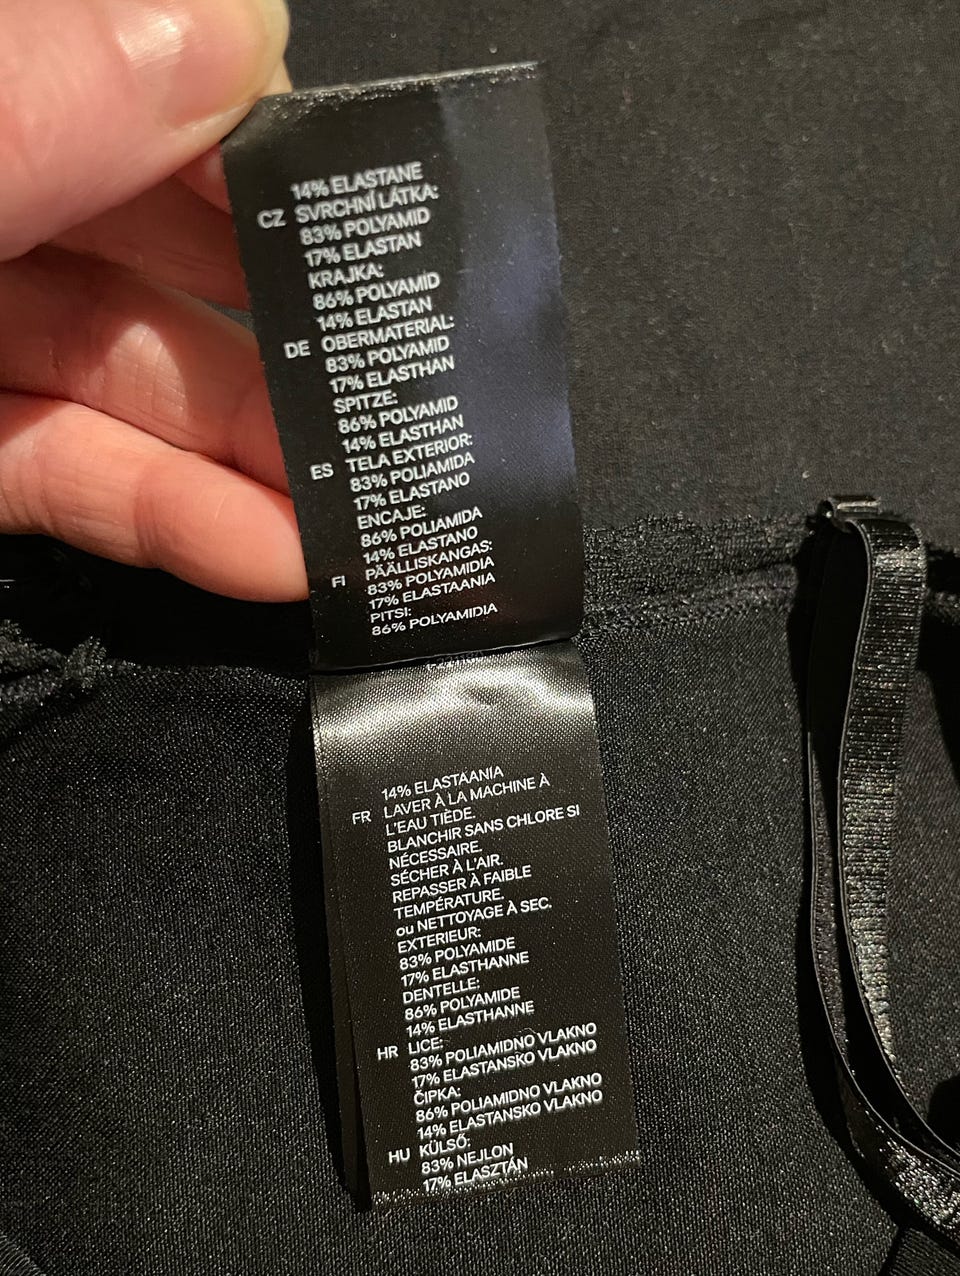 14% ELASTANE
CZ SVRCHNÍ LÁTKA:
83% POLYAMID
17% ELASTAN
KRAJKA:
86% POLYAMID
14% ELASTAN
DE OBERMATERIAL:
83% POLYAMID
17% ELASTHAN
SPITZE:
86% POLYAMID
14% ELASTHAN
ES TELA EXTERIOR:
83% POLIAMIDA
17% ELASTANO
ENCAJE:
86% POLIAMIDA
14% ELASTANO
FI PÄÄLLISKANGAS:
83% POLYAMIDIA
17% ELASTAANIA
PITSI:
86% POLYAMIDIA
14% ELASTAANIA
FR LAVER À LA MACHINE À
L'EAU TIÈDE.
BLANCHIR SANS CHLORE SI
NÉCESSAIRE.
SÉCHER À L'AIR.
REPASSER À FAIBLE
TEMPÉRATURE.
ou NETTOYAGE À SEC.
EXTERIEUR:
83% POLYAMIDE
17% ELASTHANNE
DENTELLE:
86% POLYAMIDE
14% ELASTHANNE
HR LICE:
83% POLIAMIDNO VLAKNO
17% ELASTANSKO VLAKNO
ČIPKA:
86% POLIAMIDNO VLAKNO
14% ELASTANSKO VLAKNO
HU KÜLSŐ:
83% NEJLON
17% ELASZTÁN